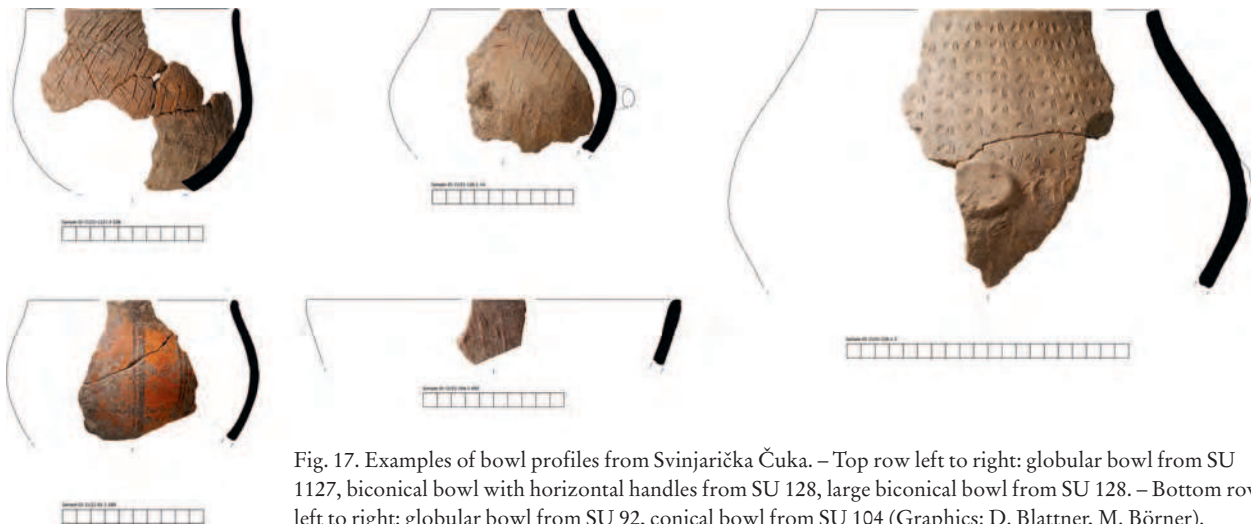 Fig. 17. Examples of bowl profiles from Svinjarička Čuka. – Top row left to right: globular bowl from SU
1127, biconical bowl with horizontal handles from SU 128, large biconical bowl from SU 128. – Bottom row
left to right: globular bowl from SU 92, conical bowl from SU 104 (Graphics: D. Blattner, M. Börner).